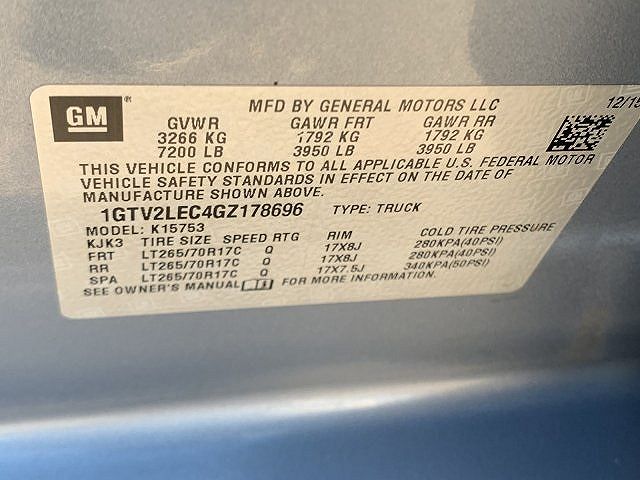 GM ®
MFD BY GENERAL MOTORS LLC 12/15
GVWR GAWR FRT GAWR RR
3266 KG 1792 KG 1792 KG
7200 LB 3950 LB 3950 LB
THIS VEHICLE CONFORMS TO ALL APPLICABLE U.S. FEDERAL MOTOR
VEHICLE SAFETY STANDARDS IN EFFECT ON THE DATE OF
MANUFACTURE SHOWN ABOVE.
1GTV2LEC4GZ178696 TYPE: TRUCK
MODEL: K15753
KJK3 TIRE SIZE SPEED RTG RIM COLD TIRE PRESSURE
FRT LT265/70R17C Q 17X8J 280KPA(40PSI)
RR LT265/70R17C Q 17X8J 280KPA(40PSI)
SPA LT265/70R17C Q 17X7.5J 340KPA(50PSI)
SEE OWNER'S MANUAL FOR MORE INFORMATION.